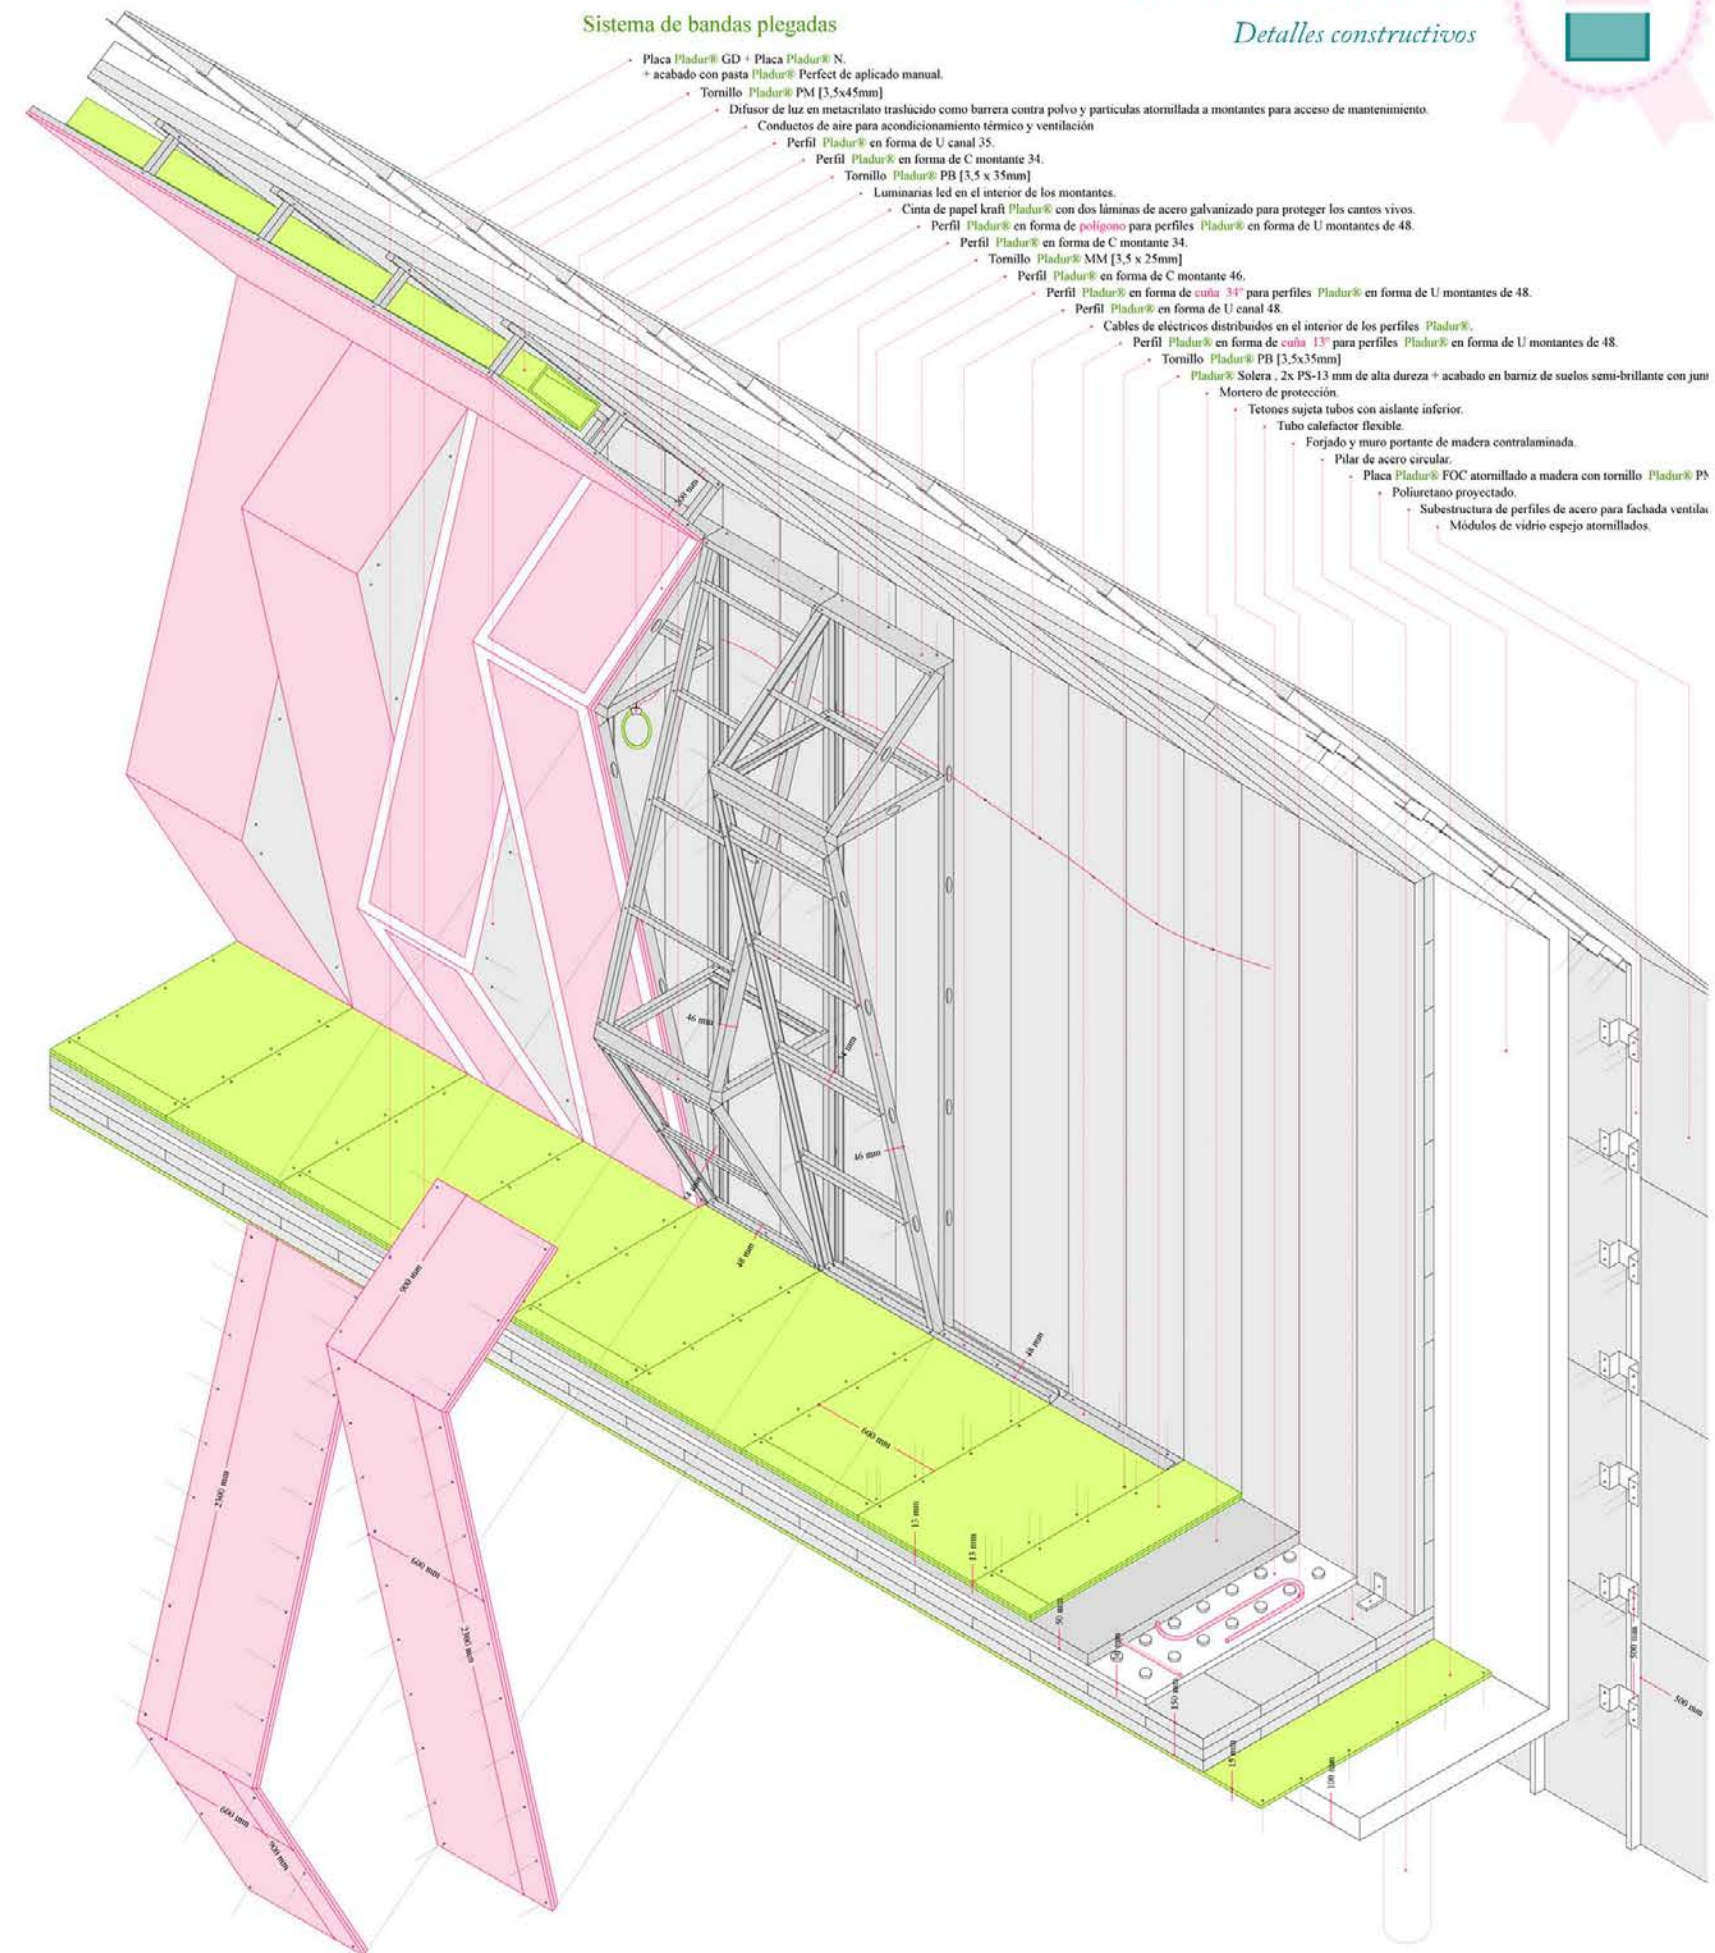 Sistema de bandas plegadas
Detalles constructivos
Placa Pladur® GD + Placa Pladur® N.
+ acabado con pasta Pladur® Perfect de aplicado manual.
Tornillo Pladur® PM [3,5x45mm]
Difusor de luz en metacrilato traslúcido como barrera contra polvo y partículas atornillada a montantes para acceso de mantenimiento.
Conductos de aire para acondicionamiento térmico y ventilación
Perfil Pladur® en forma de U canal 35.
Perfil Pladur® en forma de C montante 34.
Tornillo Pladur® PB [3,5 x 35mm]
Luminarias led en el interior de los montantes.
Cinta de papel kraft Pladur® con dos láminas de acero galvanizado para proteger los cantos vivos.
Perfil Pladur® en forma de polígono para perfiles Pladur® en forma de U montantes de 48.
Perfil Pladur® en forma de C montante 34.
Tornillo Pladur® MM [3,5 x 25mm]
Perfil Pladur® en forma de C montante 46.
Perfil Pladur® en forma de cuña 34º para perfiles Pladur® en forma de U montantes de 48.
Perfil Pladur® en forma de U canal 48.
Cables de eléctricos distribuidos en el interior de los perfiles Pladur®.
Perfil Pladur® en forma de cuña 13º para perfiles Pladur® en forma de U montantes de 48.
Tornillo Pladur® PB [3,5x35mm]
Pladur® Solera , 2x PS-13 mm de alta dureza + acabado en barniz de suelos semi-brillante con
Mortero de protección.
Tetones sujeta tubos con aislante inferior.
Tubo calefactor flexible.
Forjado y muro portante de madera contralaminada.
Pilar de acero circular.
Placa Pladur® FOC atornillado a madera con tornillo Pladur®
Poliuretano proyectado.
Subestructura de perfiles de acero para fachada
Módulos de vidrio espejo atornillados.
46 mm
46 mm
48 mm
48 mm
900 mm
600 mm
2300 mm
600 mm
2300 mm
13 mm
13 mm
50 mm
150 mm
15 mm
100 mm
500 mm
500 mm
600 mm
900 mm